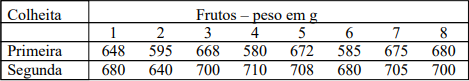 Colheita Frutos – peso em g
1 2 3 4 5 6 7 8
Primeira 648 595 668 580 672 585 675 680
Segunda 680 640 700 710 708 680 705 700